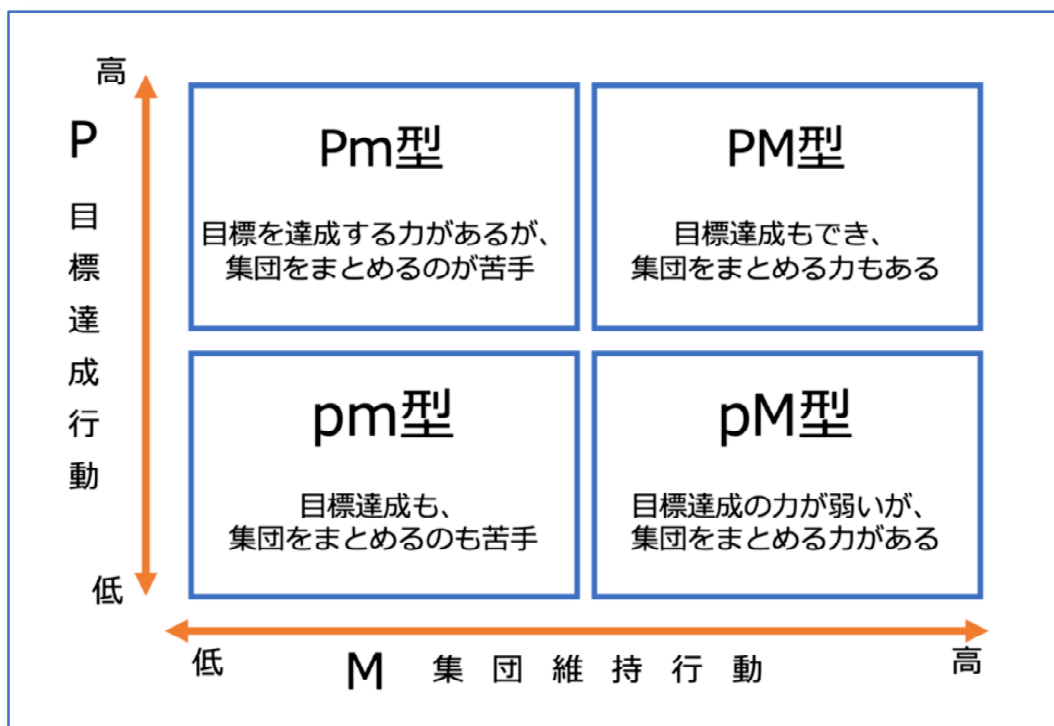 高
P
目標達成行動
低
Pm型
目標を達成する力があるが、
集団をまとめるのが苦手
PM型
目標達成もでき、
集団をまとめる力もある
pm型
目標達成も、
集団をまとめるのも苦手
pM型
目標達成の力が弱いが、
集団をまとめる力がある
低
M 集団維持行動
高